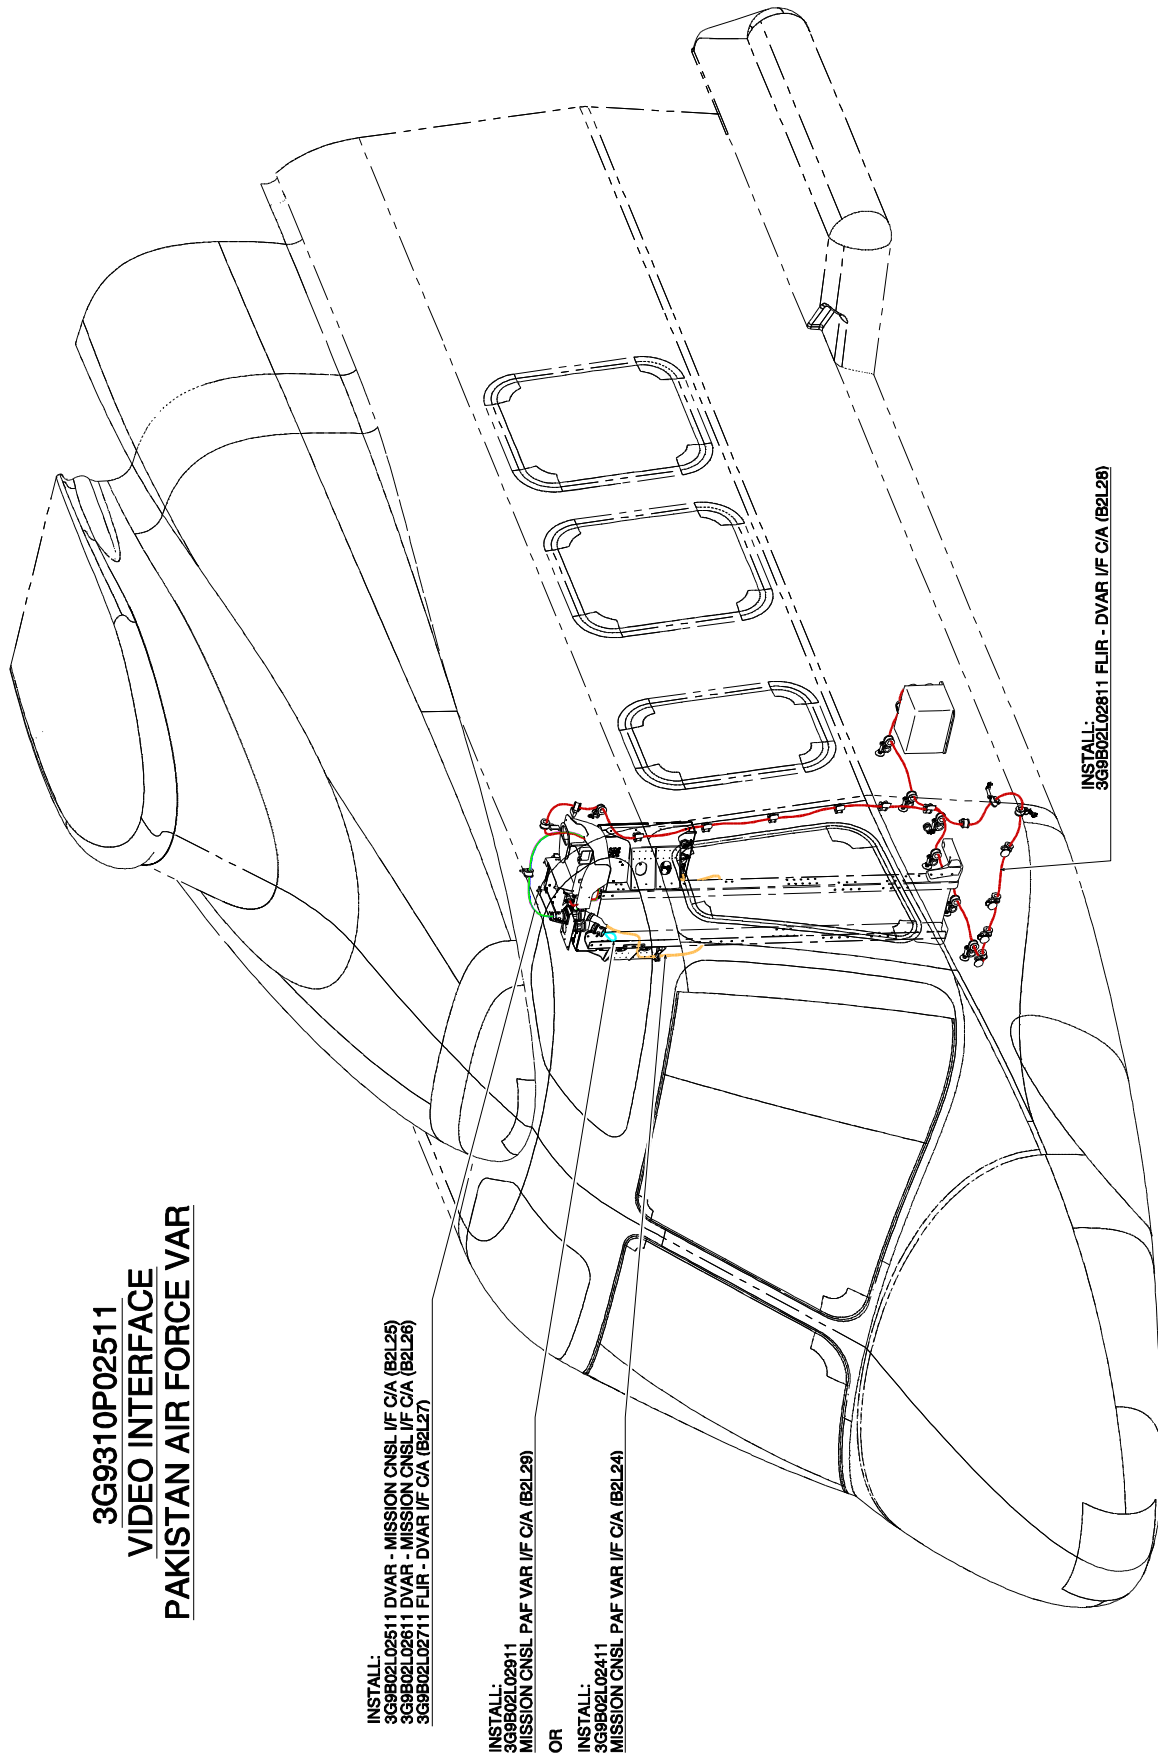 3G9310P02511
VIDEO INTERFACE
PAKISTAN AIR FORCE VAR
INSTALL:
3G9B02L02511 DVAR - MISSION CNSL I/F C/A (B2L25)
3G9B02L02611 DVAR - MISSION CNSL I/F C/A (B2L26)
3G9B02L02711 FLIR - DVAR I/F C/A (B2L27)
INSTALL:
3G9B02L02911
MISSION CNSL PAF VAR I/F C/A (B2L29)
OR
INSTALL:
3G9B02L02411
MISSION CNSL PAF VAR I/F C/A (B2L24)
INSTALL:
3G9B02L02811 FLIR - DVAR I/F C/A (B2L28)